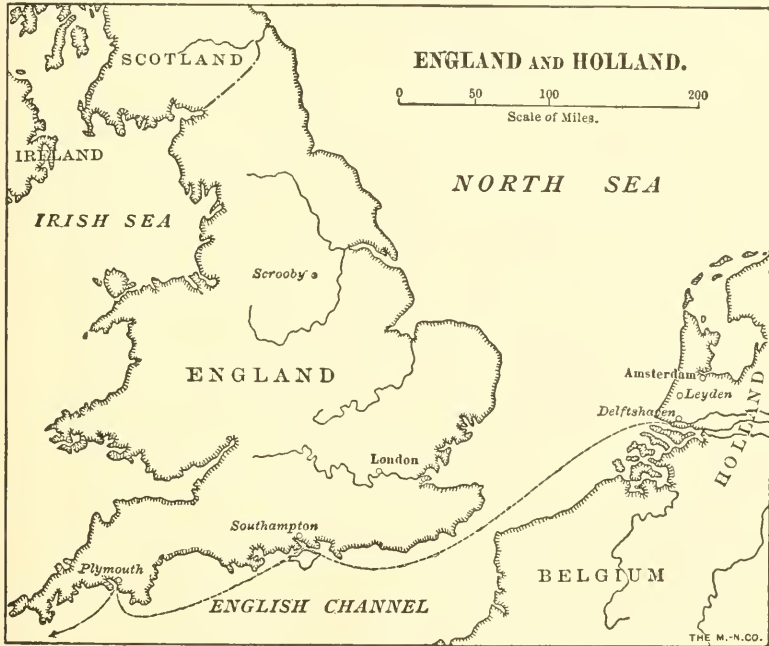 SCOTLAND
ENGLAND AND HOLLAND.
0 50 100 200
Scale of Miles.
IRELAND
NORTH SEA
IRISH SEA
Scrooby
ENGLAND
Amsterdam
Leyden
Delftshaven
HOLLAND
London
Southampton
Plymouth
BELGIUM
ENGLISH CHANNEL
THE M.-N.CO.